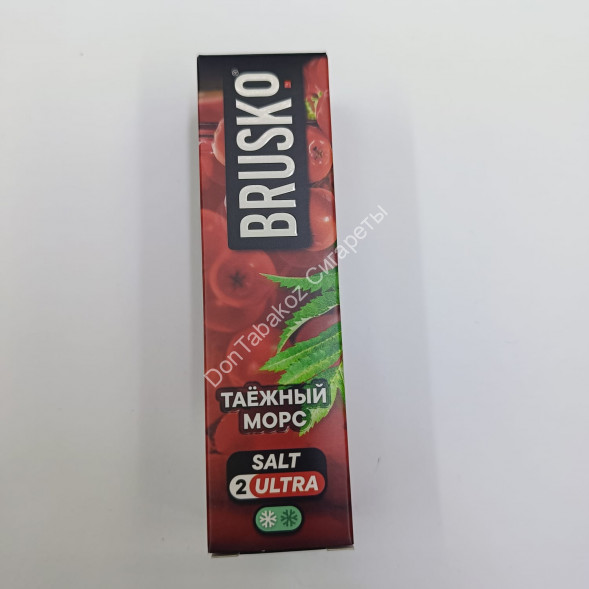 BRUSKO®
DonTabakoz Сигареты
ТАЁЖНЫЙ
МОРС
SALT
2 ULTRA